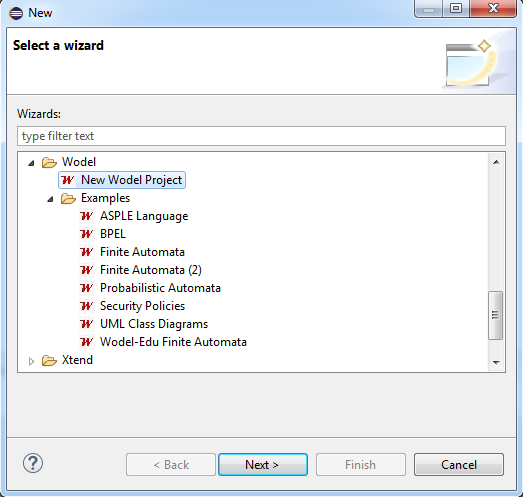 New
Select a wizard
Wizards:
type filter text
Wodel
New Wodel Project
Examples
ASPLE Language
BPEL
Finite Automata
Finite Automata (2)
Probabilistic Automata
Security Policies
UML Class Diagrams
Wodel-Edu Finite Automata
Xtend
? < Back Next > Finish Cancel